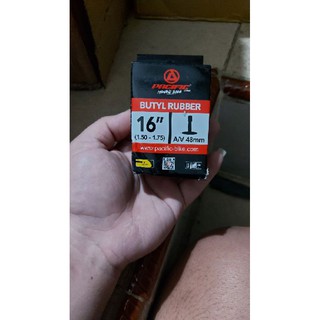 PACIFIC
BUTYL RUBBER
16"
(1.50 - 1.75)
A/V 48mm
www.pacific-bike.com